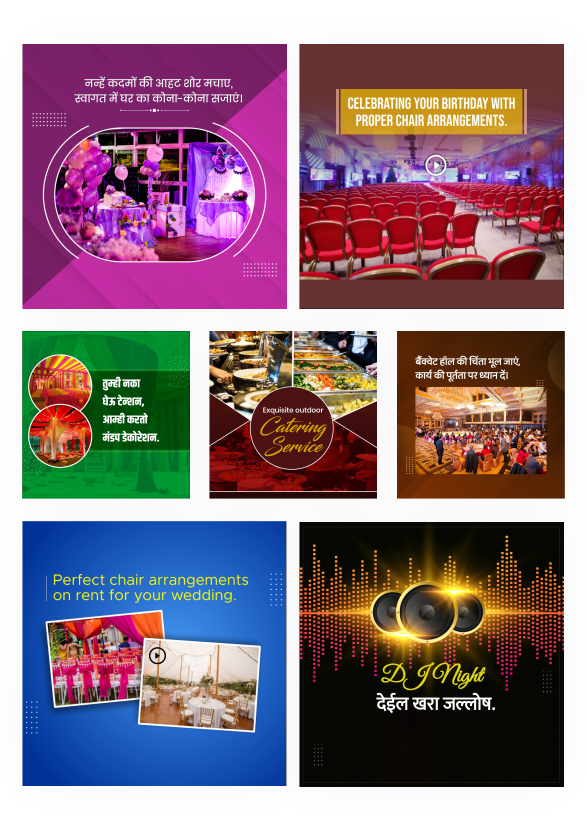 नन्हें कदमों की आहट शोर मचाए,
स्वागत में घर का कोना-कोना सजाएं।
CELEBRATING YOUR BIRTHDAY WITH
PROPER CHAIR ARRANGEMENTS.
तुम्ही नका
घेऊ टेन्शन,
आम्ही करतो
मंडप डेकोरेशन.
Exquisite outdoor
Catering
Service
बैंक्वेट हॉल की चिंता भूल जाएं,
कार्य की पूर्तता पर ध्यान दें।
Perfect chair arrangements
on rent for your wedding.
DJ Night
देईल खरा जल्लोष.